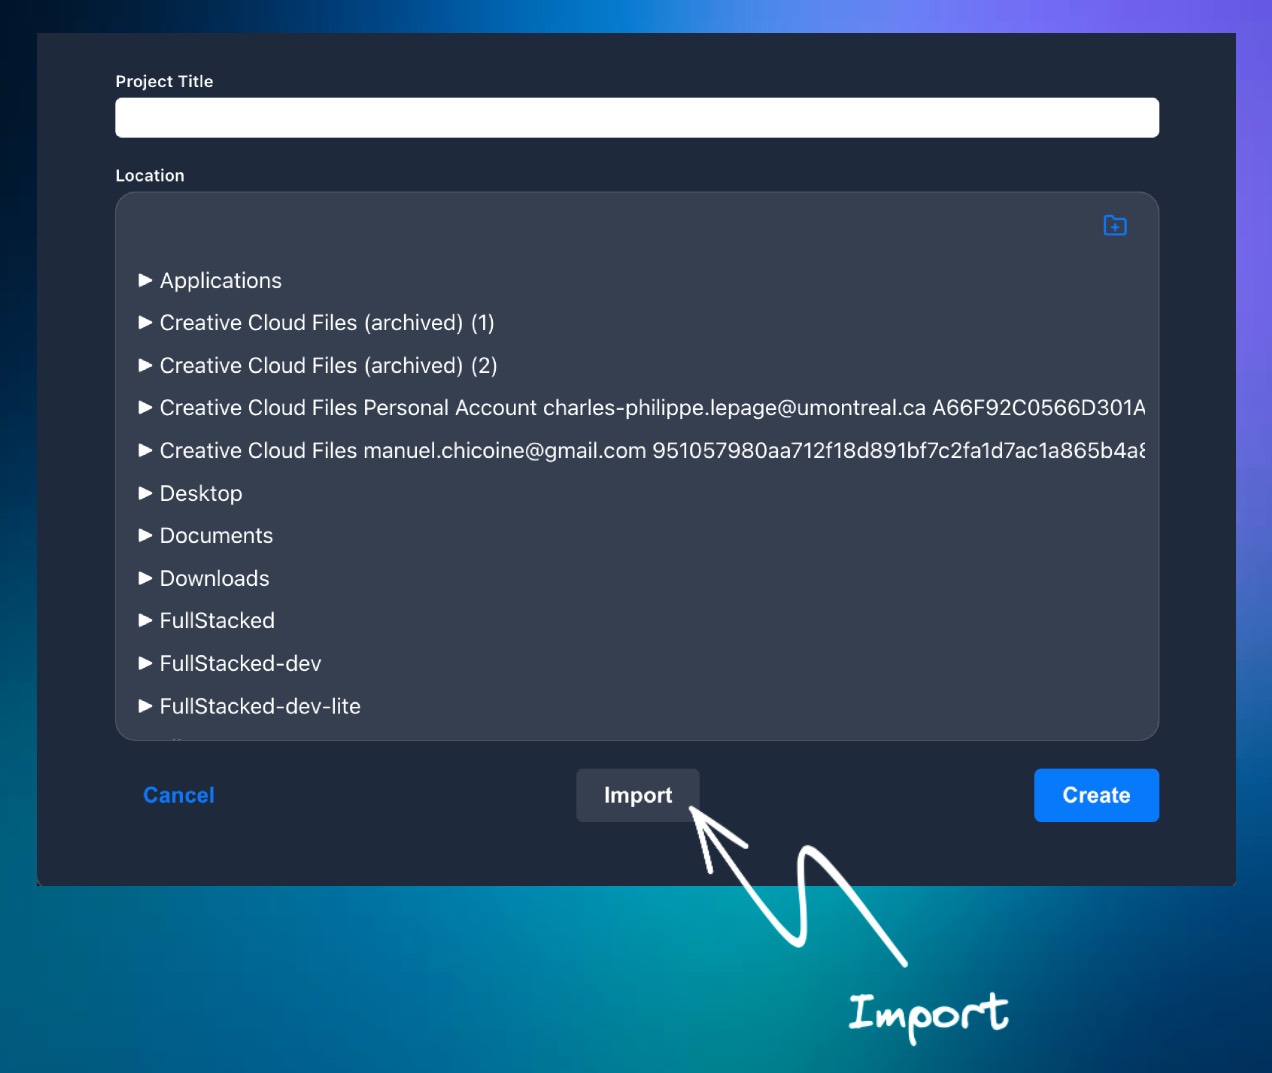 Project Title
Location
Applications
Creative Cloud Files (archived) (1)
Creative Cloud Files (archived) (2)
Creative Cloud Files Personal Account charles-philippe.lepage@umontreal.ca A66F92C0566D301A
Creative Cloud Files manuel.chicoine@gmail.com 951057980aa712f18d891bf7c2fa1d7ac1a865b4a8
Desktop
Documents
Downloads
FullStacked
FullStacked-dev
FullStacked-dev-lite
Cancel
Import
Create
Import